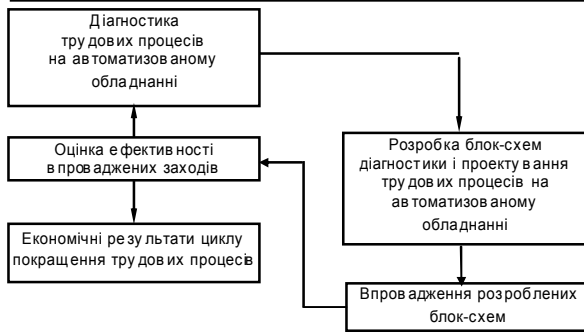 Діагностика
трудових процесів
на автоматизованому
обладнанні
Оцінка ефективності
впроваджених заходів
Економічні результати циклу
покращення трудових процесів
Розробка блок-схем
діагностики і проектування
трудових процесів на
автоматизованому
обладнанні
Впровадження розроблених
блок-схем